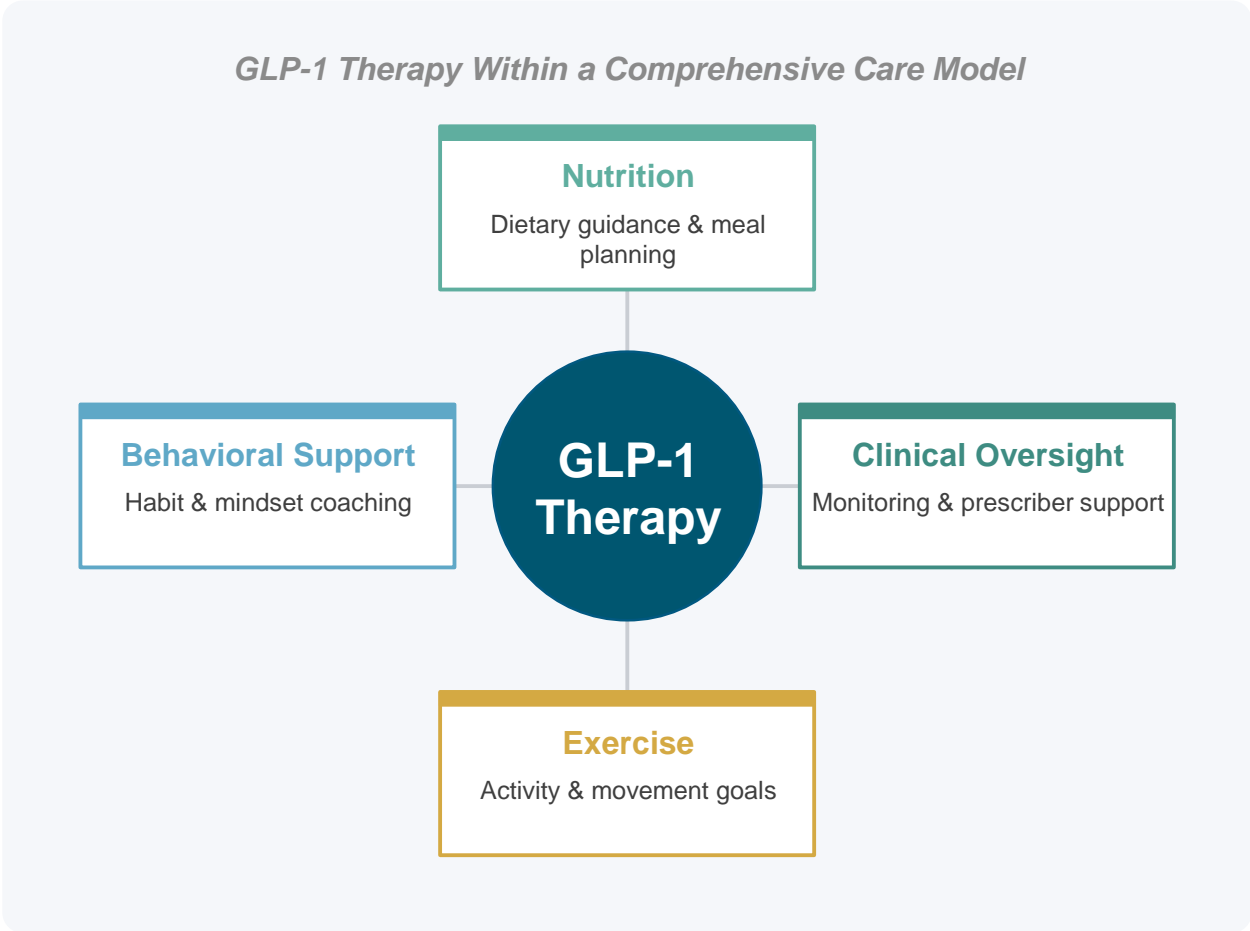 GLP-1 Therapy Within a Comprehensive Care Model
Nutrition
Dietary guidance & meal
planning
Behavioral Support
Habit & mindset coaching
GLP-1
Therapy
Clinical Oversight
Monitoring & prescriber support
Exercise
Activity & movement goals